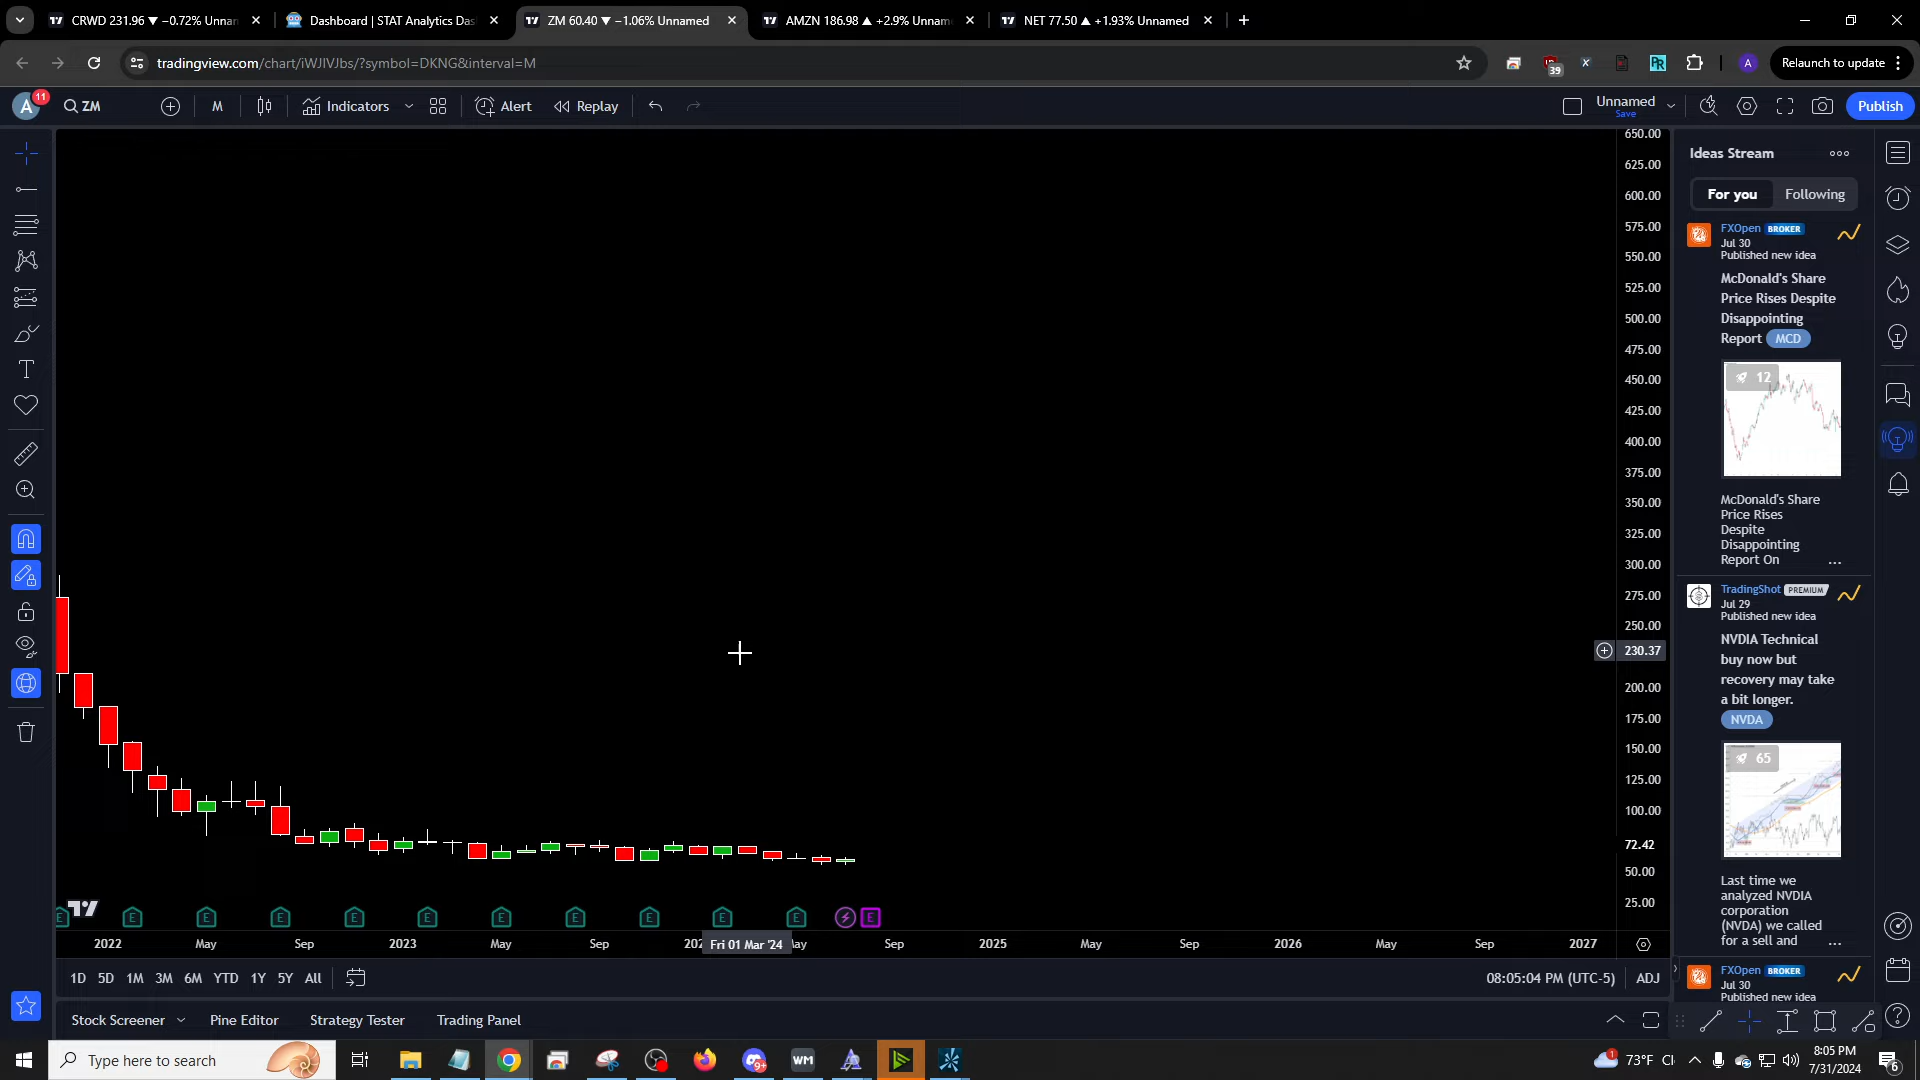 CRWD 231.96 ▼ −0.72% Unnan
Dashboard | STAT Analytics Das
ZM 60.40 ▼ −1.06% Unnamed
AMZN 186.98 ▲ +2.9% Unnam
NET 77.50 ▲ +1.93% Unnamed
tradingview.com/chart/iWJIVJbs/?symbol=DKNG&interval=M
39
A
Relaunch to update
A
11
ZM
M
Indicators
Alert
Replay
Unnamed
Save
Publish
650.00
625.00
600.00
575.00
550.00
525.00
500.00
475.00
450.00
425.00
400.00
375.00
350.00
325.00
300.00
275.00
250.00
230.37
200.00
175.00
150.00
125.00
100.00
72.42
50.00
25.00
Ideas Stream
For you
Following
FXOpen BROKER
Jul 30
Published new idea
McDonald's Share
Price Rises Despite
Disappointing
Report MCD
12
McDonald's Share
Price Rises
Despite
Disappointing
Report On ...
TradingShot PREMIUM
Jul 29
Published new idea
NVDIA Technical
buy now but
recovery may take
a bit longer.
NVDA
65
Last time we
analyzed NVDIA
corporation
(NVDA) we called
for a sell and ...
FXOpen BROKER
Jul 30
Published new idea
E E E E E E E E E E E E
2022 May Sep 2023 May Sep 202 Fri 01 Mar '24 May Sep 2025 May Sep 2026 May Sep 2027
1D 5D 1M 3M 6M YTD 1Y 5Y All
08:05:04 PM (UTC-5) ADJ
Stock Screener
Pine Editor
Strategy Tester
Trading Panel
Type here to search
9+
WM
1
73°F Cl
8:05 PM
7/31/2024
6